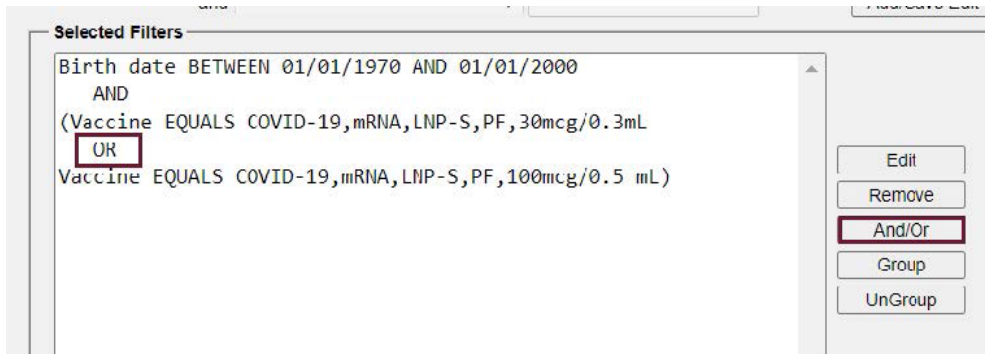 and
Selected Filters
Birth date BETWEEN 01/01/1970 AND 01/01/2000
AND
(Vaccine EQUALS COVID-19,mRNA,LNP-S,PF,30mcg/0.3mL
OR
Vaccine EQUALS COVID-19,mRNA,LNP-S,PF,100mcg/0.5 mL)
Edit
Remove
And/Or
Group
UnGroup